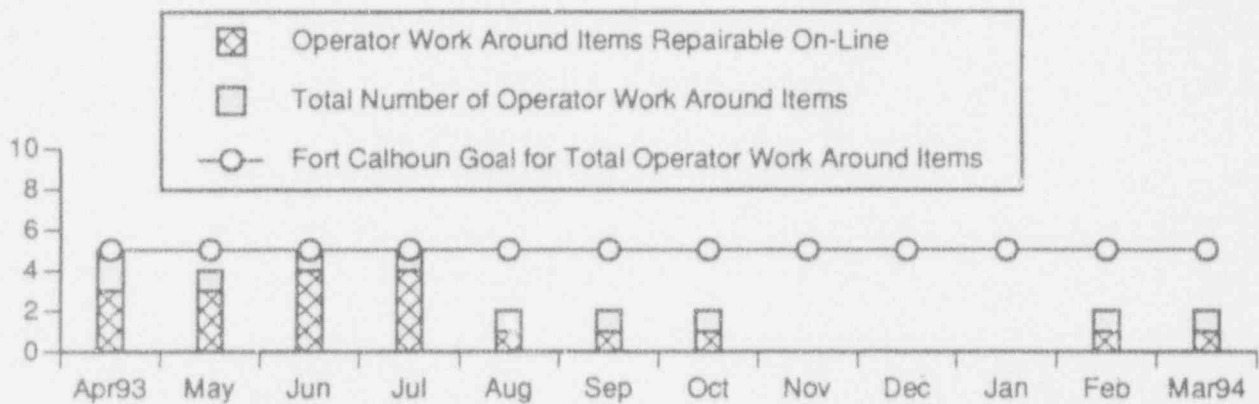 Operator Work Around Items Repairable On-Line
Total Number of Operator Work Around Items
Fort Calhoun Goal for Total Operator Work Around Items
10
8
6
4
2
0
Apr93 May Jun Jul Aug Sep Oct Nov Dec Jan Feb Mar94